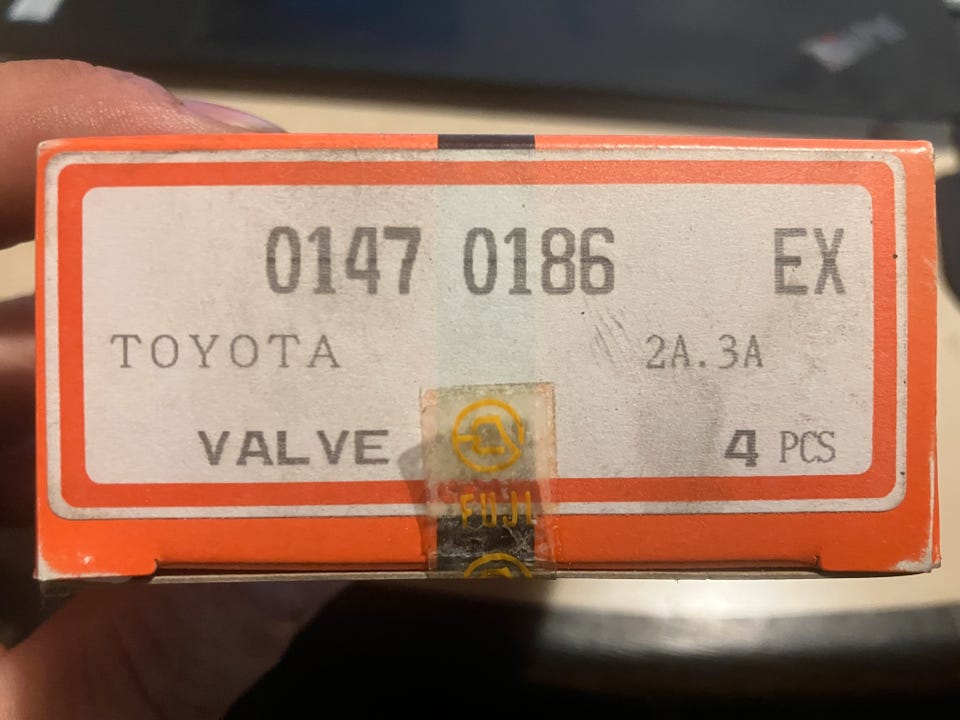 0147 0186 EX
TOYOTA 2A.3A
VALVE 4 PCS
FUJI